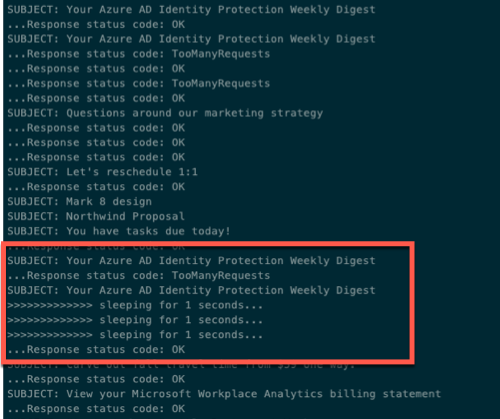 SUBJECT: Your Azure AD Identity Protection Weekly Digest
...Response status code: OK
SUBJECT: Your Azure AD Identity Protection Weekly Digest
...Response status code: TooManyRequests
...Response status code: OK
...Response status code: TooManyRequests
...Response status code: OK
SUBJECT: Questions around our marketing strategy
...Response status code: OK
...Response status code: OK
...Response status code: OK
SUBJECT: Let's reschedule 1:1
...Response status code: OK
SUBJECT: Mark 8 design
SUBJECT: Northwind Proposal
SUBJECT: You have tasks due today!
...Response status code: OK
SUBJECT: Your Azure AD Identity Protection Weekly Digest
...Response status code: TooManyRequests
SUBJECT: Your Azure AD Identity Protection Weekly Digest
>>>>>>>>>>>>> sleeping for 1 seconds...
>>>>>>>>>>>>> sleeping for 1 seconds...
>>>>>>>>>>>>> sleeping for 1 seconds...
...Response status code: OK
SUBJECT: Carve out fall travel time from $39 one way.
...Response status code: OK
SUBJECT: View your Microsoft Workplace Analytics billing statement
...Response status code: OK